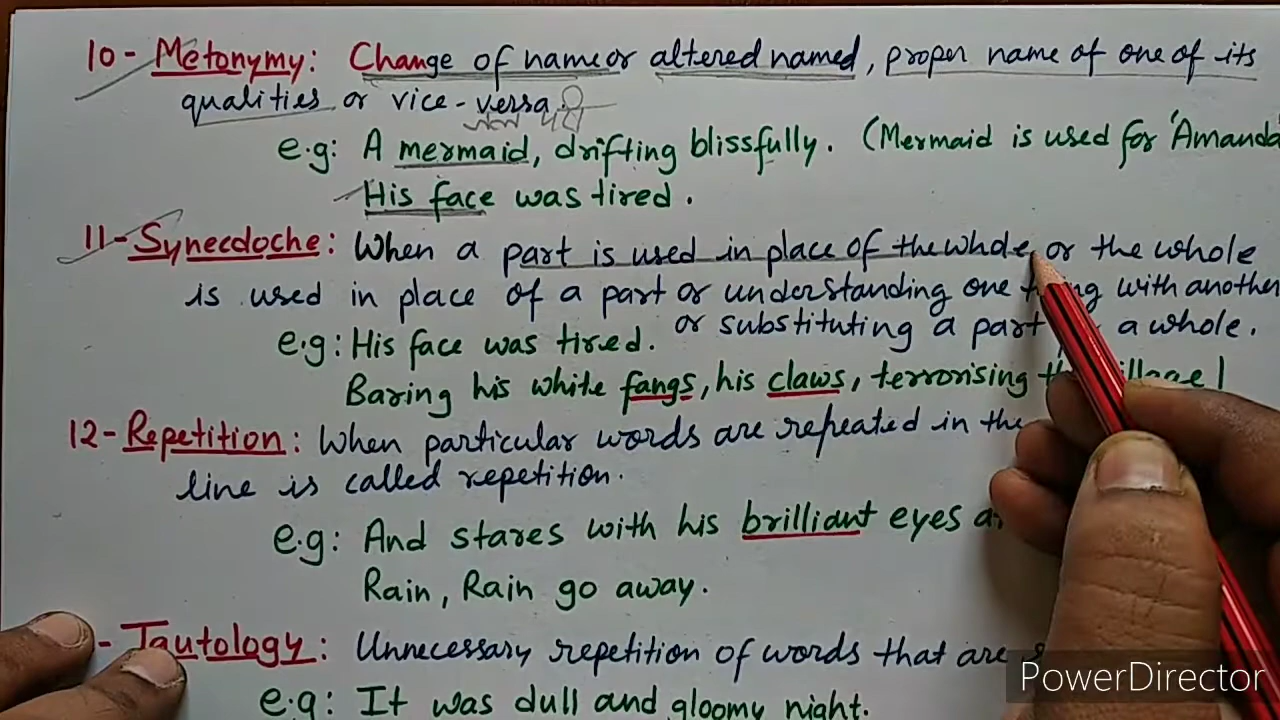 10- Metonymy: Change of name or altered named, proper name of one of its
qualities or vice-versa.
e.g: A mermaid, drifting blissfully. (Mermaid is used for 'Amanda'
His face was tired.
11- Synecdoche: When a part is used in place of the whole or the whole
is used in place of a part or understanding one with another
or substituting a part a whole.
e.g: His face was tired.
Baring his white fangs, his claws, terrorising
12- Repetition: When particular words are repeated in the
line is called repetition.
e.g: And stares with his brilliant eyes
Rain, Rain go away.
- Tautology: Unnecessary repetition of words that are
e.g: It was dull and gloomy night.
PowerDirector